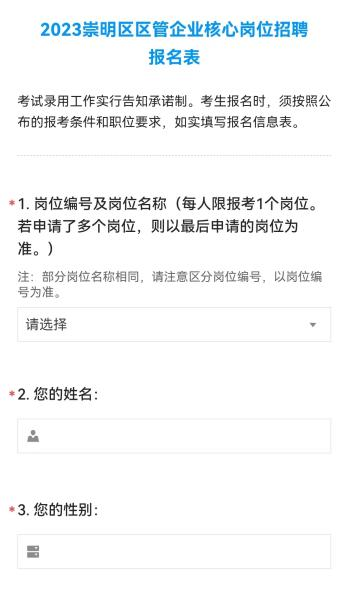 2023崇明区区管企业核心岗位招聘
报名表
考试录用工作实行告知承诺制。考生报名时，须按照公
布的报考条件和职位要求，如实填写报名信息表。
*1. 岗位编号及岗位名称（每人限报考1个岗位。
若申请了多个岗位，则以最后申请的岗位为
准。）
注：部分岗位名称相同，请注意区分岗位编号，以岗位编
号为准。
请选择
*2. 您的姓名：
*3. 您的性别：